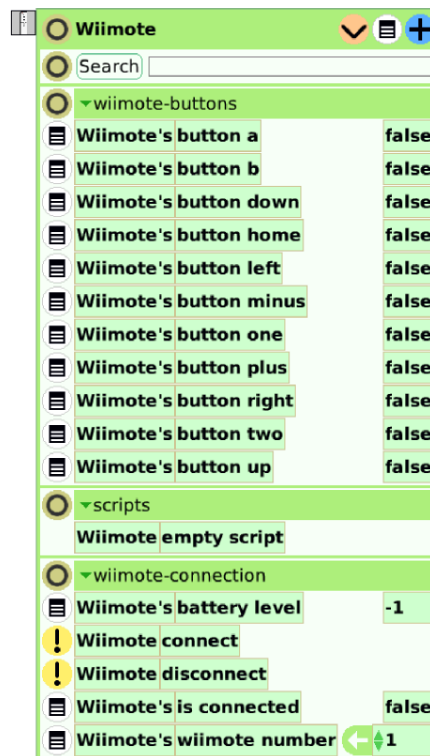 Wiimote
Search
wiimote-buttons
Wiimote's button a false
Wiimote's button b false
Wiimote's button down false
Wiimote's button home false
Wiimote's button left false
Wiimote's button minus false
Wiimote's button one false
Wiimote's button plus false
Wiimote's button right false
Wiimote's button two false
Wiimote's button up false
scripts
Wiimote empty script
wiimote-connection
Wiimote's battery level -1
! Wiimote connect
! Wiimote disconnect
Wiimote's is connected false
Wiimote's wiimote number 1